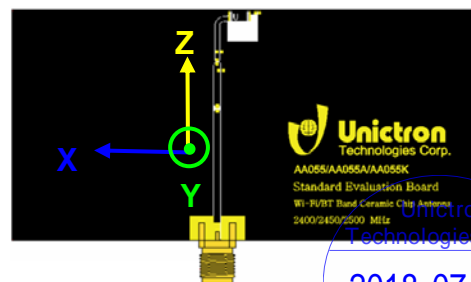 Z
X
Y
Unictron
Technologies Corp.
AA055/AA055A/AA055K
Standard Evaluation Board
Wi-Fi/BT Band Ceramic Chip Antenna
2400/2450/2500 MHz
Unictro
Technologie
2018-07